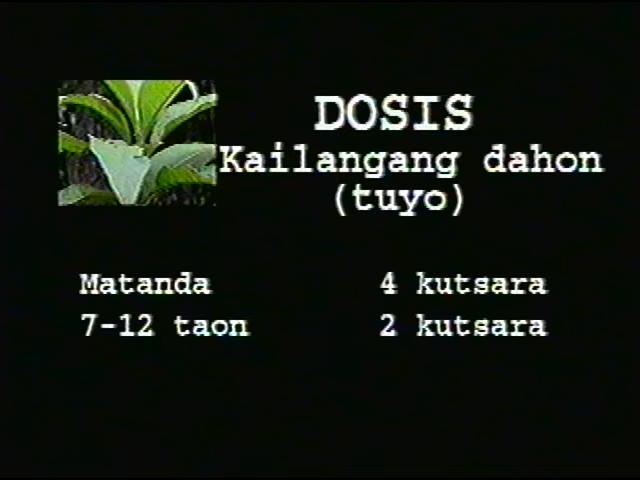 DOSIS
Kailangang dahon
(tuyo)
Matanda 4 kutsara
7-12 taon 2 kutsara